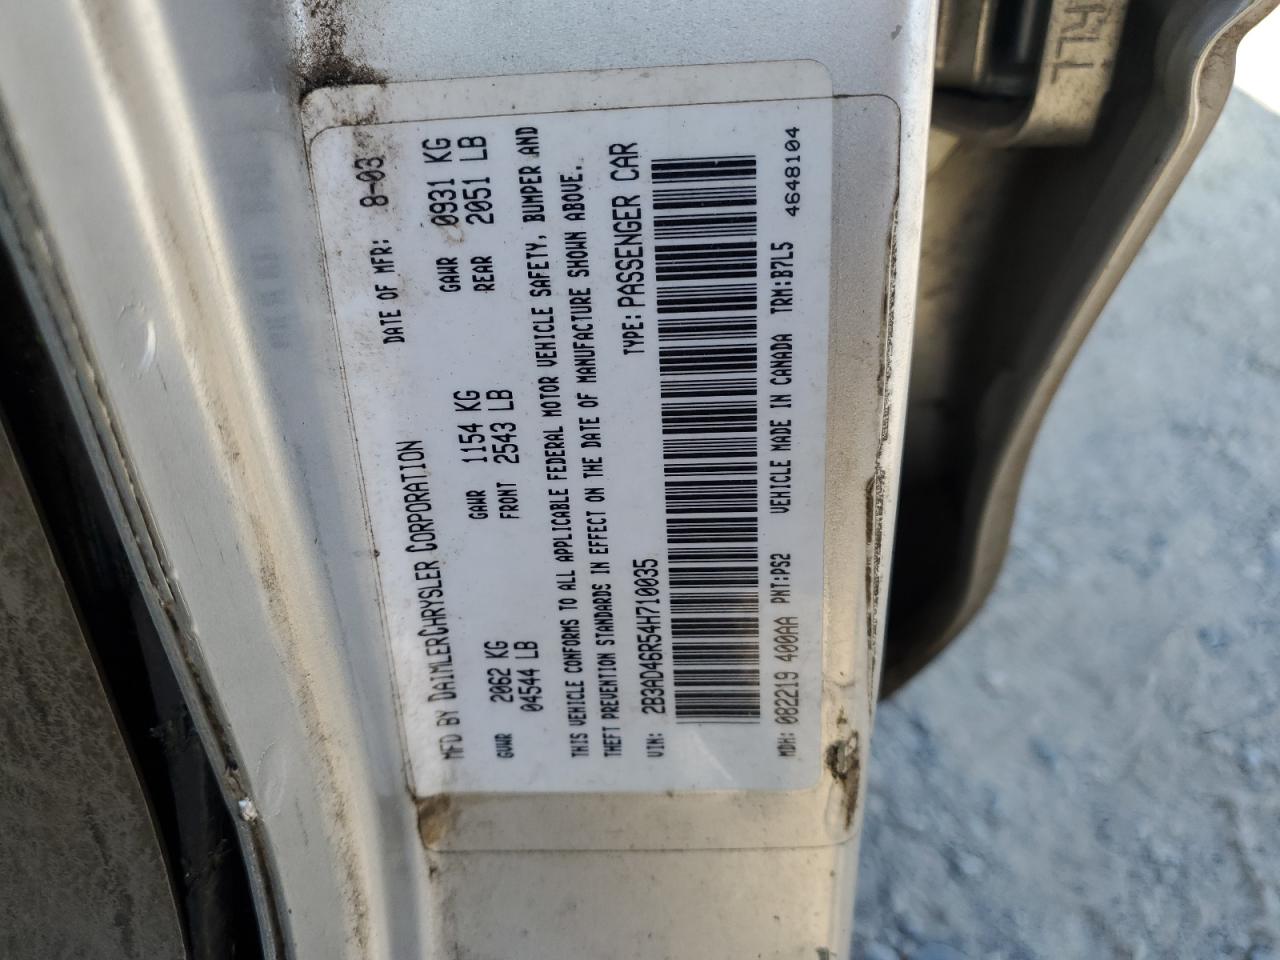 MFD BY DAIMLERCHRYSLER CORPORATION DATE OF MFR: 8-03
GVWR 2062 KG GAWR 1154 KG GAWR 0931 KG
04544 LB FRONT 2543 LB REAR 2051 LB
THIS VEHICLE CONFORMS TO ALL APPLICABLE FEDERAL MOTOR VEHICLE SAFETY, BUMPER AND
THEFT PREVENTION STANDARDS IN EFFECT ON THE DATE OF MANUFACTURE SHOWN ABOVE.
VIN: 2B3AD46R54H710035 TYPE: PASSENGER CAR
MDH: 082219 400AA PNT:PS2 VEHICLE MADE IN CANADA TRM:B7L5 4648104